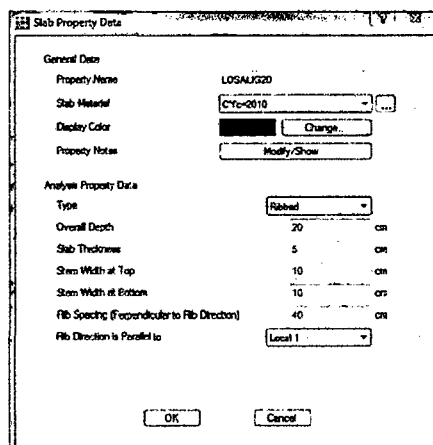 Slab Property Data
General Data
Property Name LOSALIG20
Slab Material C*fc=2010 ...
Display Color Change...
Property Notes Modify/Show
Analysis Property Data
Type Ribbed
Overall Depth 20 cm
Slab Thickness 5 cm
Stem Width at Top 10 cm
Stem Width at Bottom 10 cm
Rib Spacing (Perpendicular to Rib Direction) 40 cm
Rib Direction is Parallel to Local 1
OK Cancel